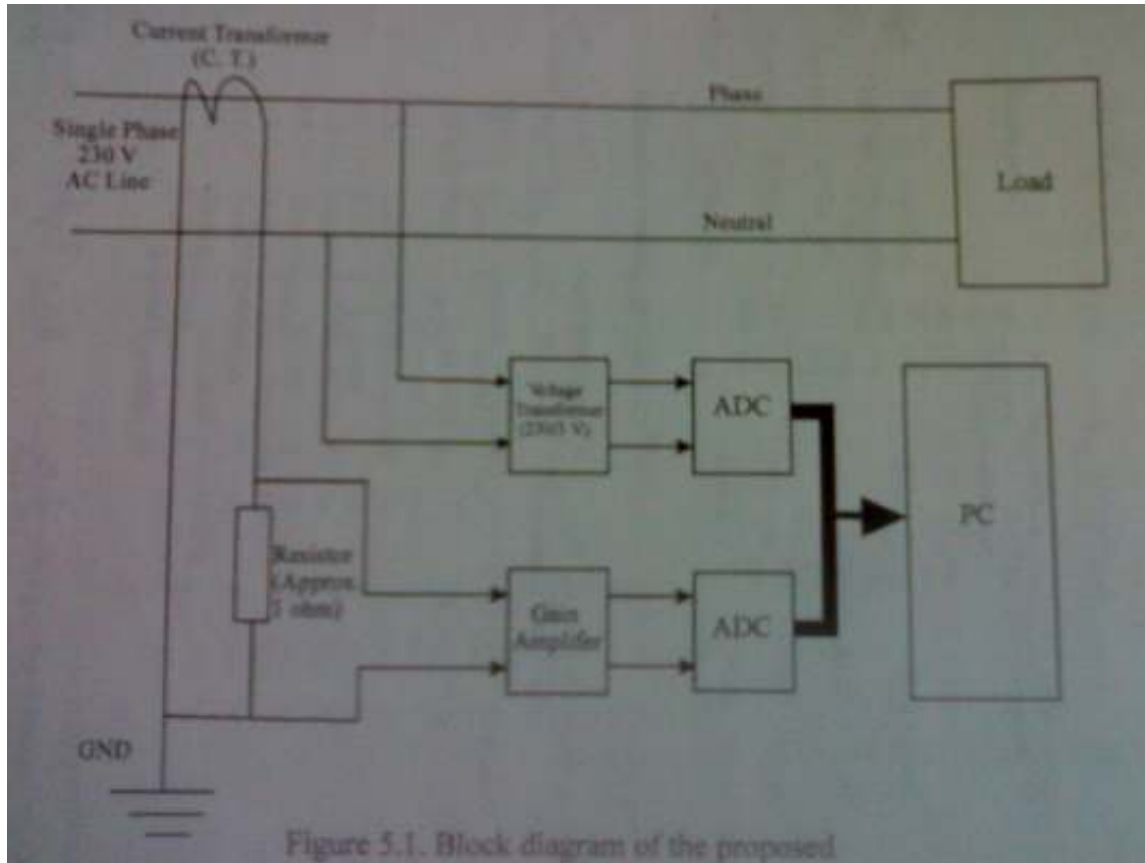 Current Transformer
(C. T.)
Phase
Single Phase
230 V
AC Line
Load
Neutral
Voltage
Transformer
ADC
PC
Resistor
(Approx.
ohm)
Gain
Amplifer
ADC
GND
Figure 5.1. Block diagram of the proposed